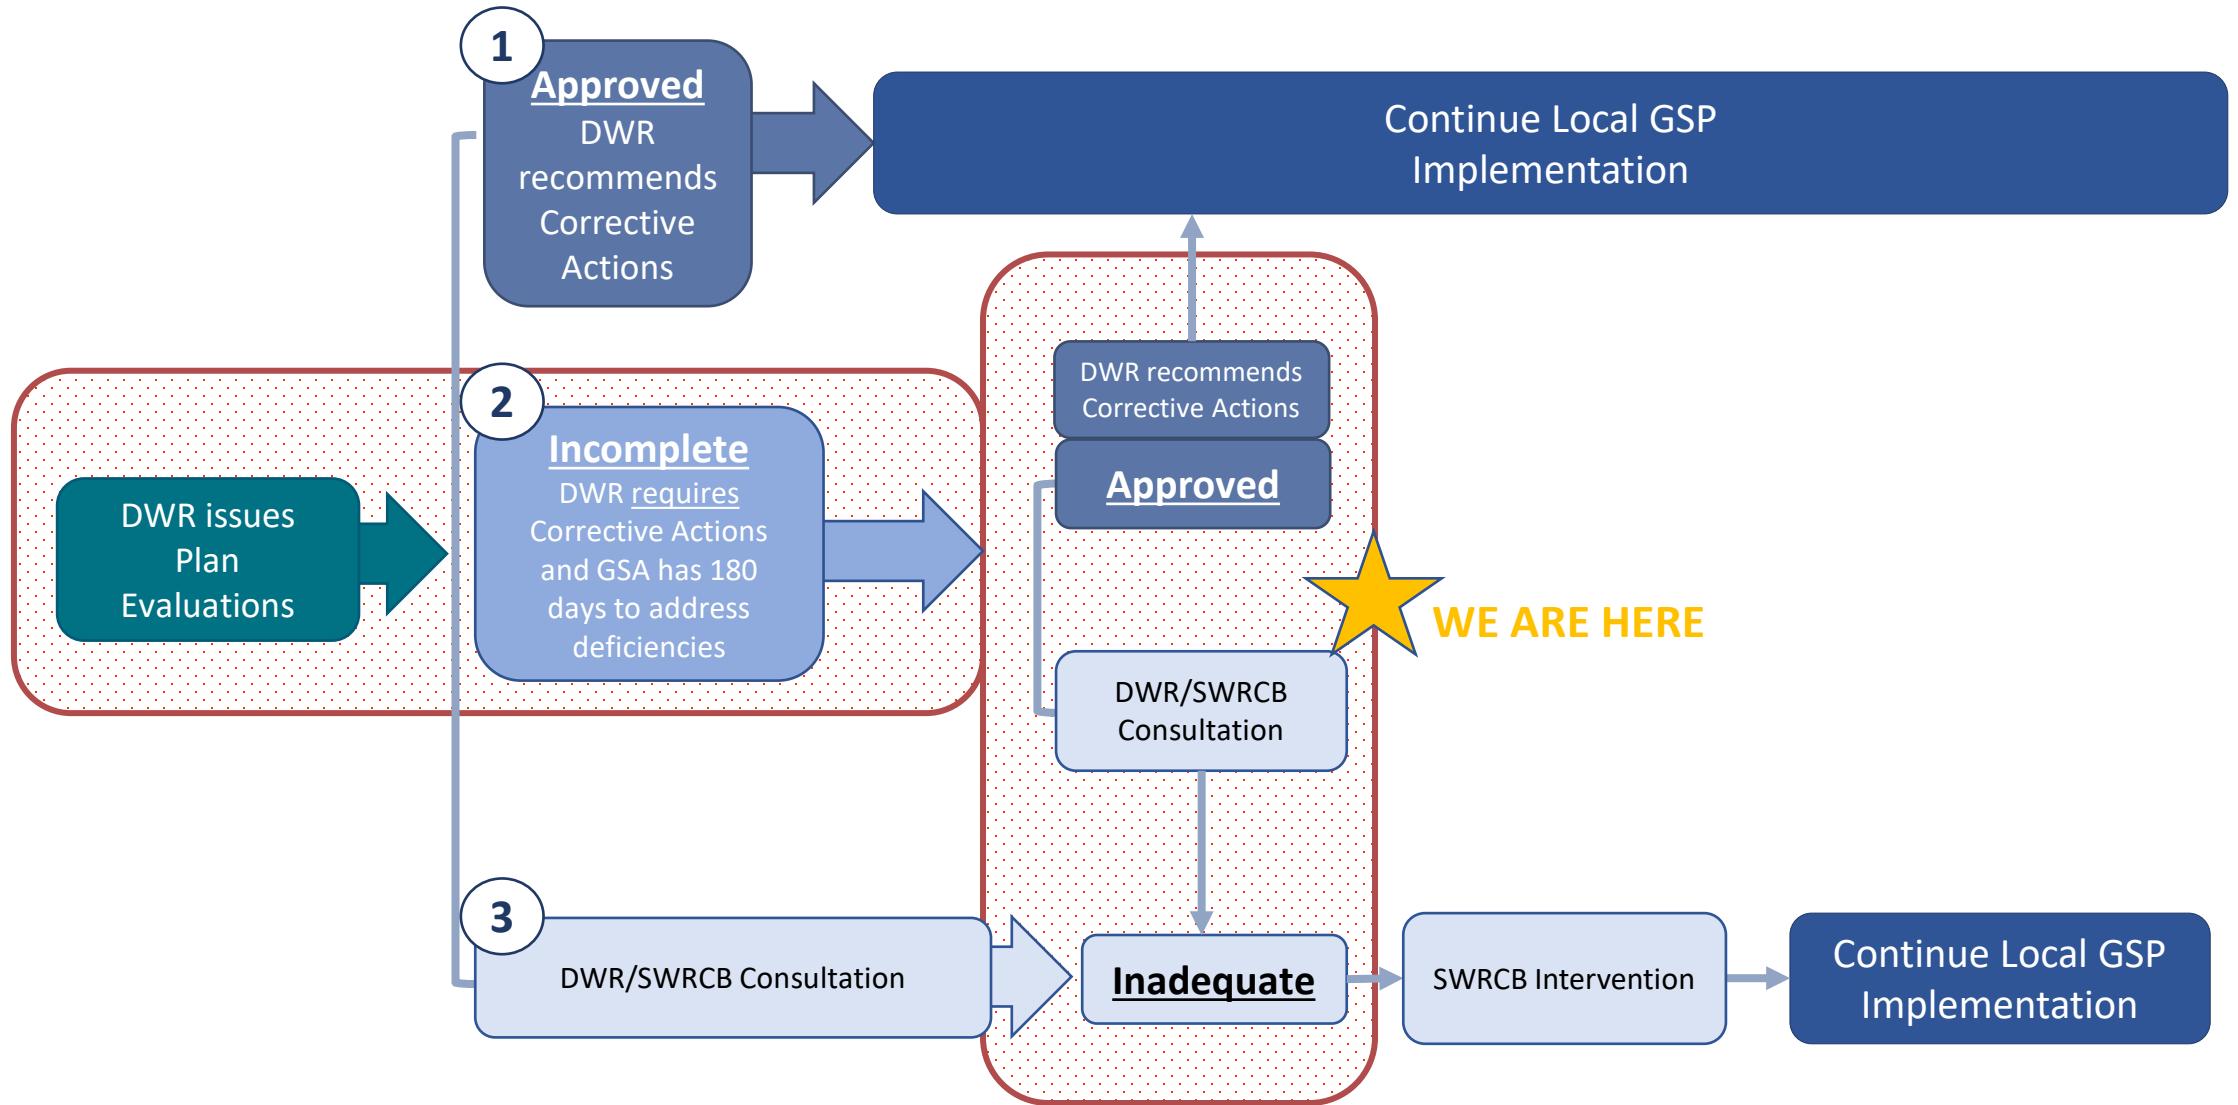 1
Approved
DWR
recommends
Corrective
Actions
Continue Local GSP
Implementation
DWR issues
Plan
Evaluations
2
Incomplete
DWR requires
Corrective Actions
and GSA has 180
days to address
deficiencies
DWR recommends
Corrective Actions
Approved
WE ARE HERE
DWR/SWRCB
Consultation
3
DWR/SWRCB Consultation
Inadequate
SWRCB Intervention
Continue Local GSP
Implementation